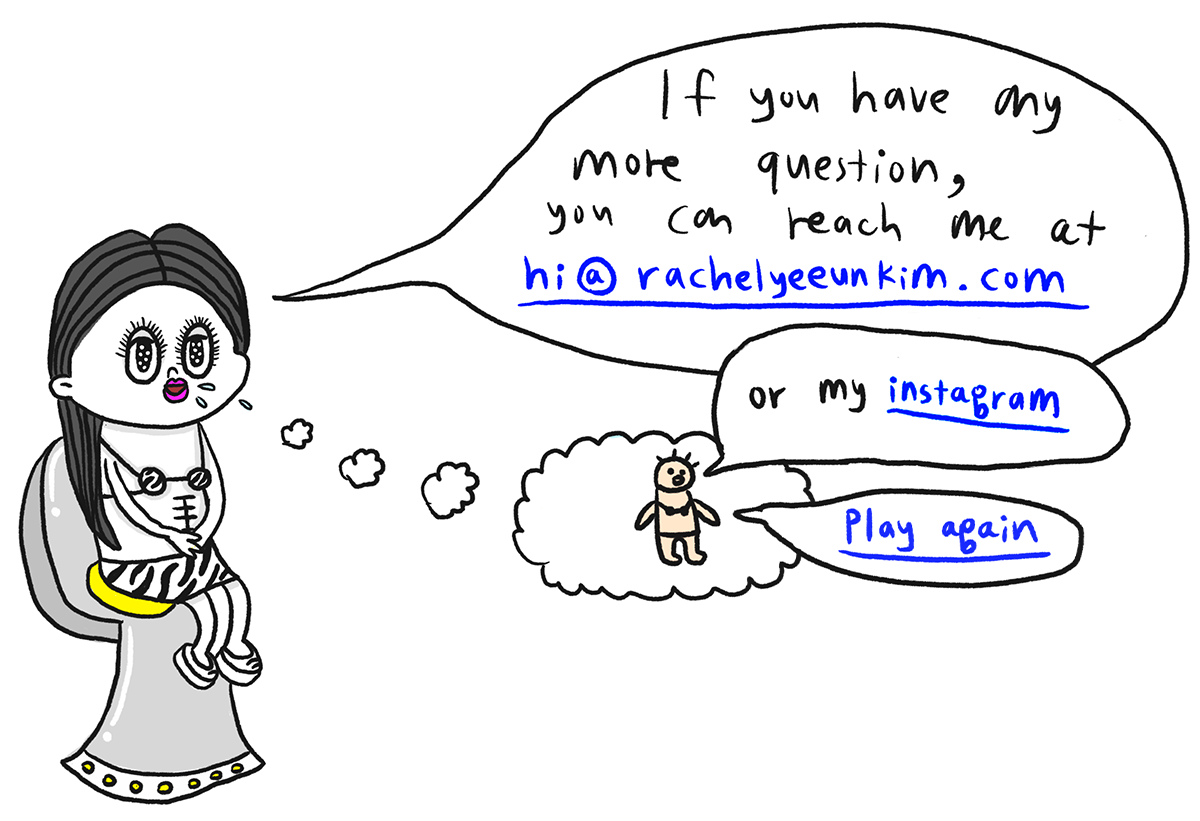 If you have any
more question,
you can reach me at
hi@rachelyeeunkim.com
or my instagram
Play again